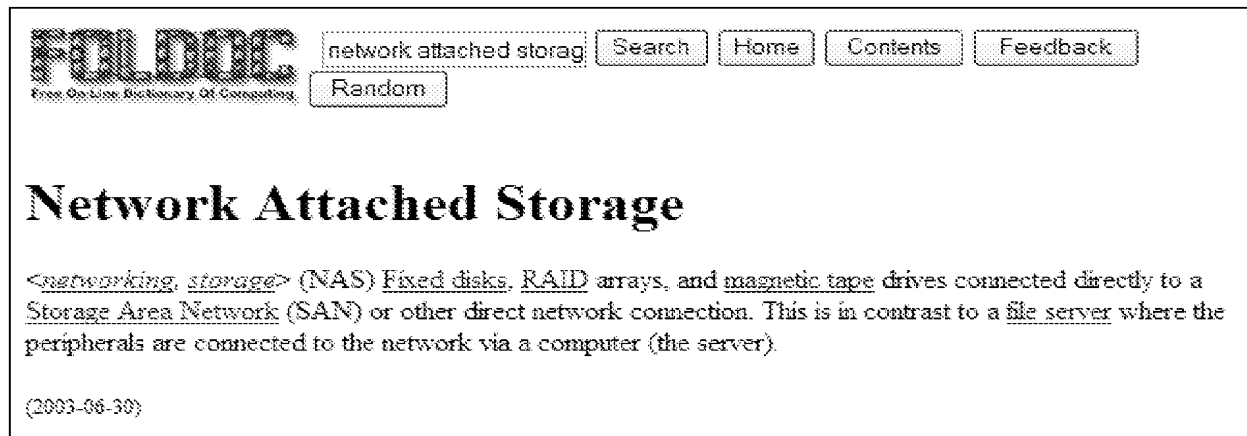 FOLDOC network attached storag Search Home Contents Feedback
Free On-Line Dictionary Of Computing Random
Network Attached Storage
<networking, storage> (NAS) Fixed disks, RAID arrays, and magnetic tape drives connected directly to a
Storage Area Network (SAN) or other direct network connection. This is in contrast to a file server where the
peripherals are connected to the network via a computer (the server).
(2003-06-30)